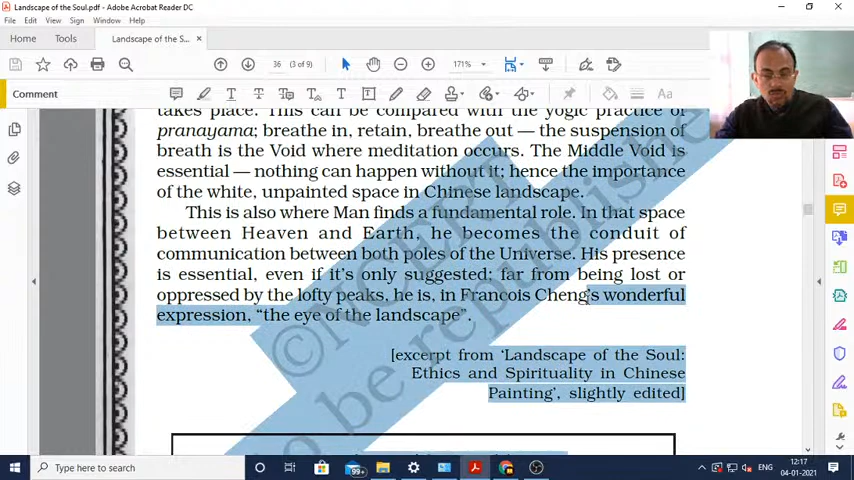 Landscape of the Soul.pdf - Adobe Acrobat Reader DC
File Edit View Sign Window Help
Home Tools Landscape of the S... ×
36 (3 of 9) 171%
Comment
takes place. This can be compared with the yogic practice of
pranayama; breathe in, retain, breathe out — the suspension of
breath is the Void where meditation occurs. The Middle Void is
essential — nothing can happen without it; hence the importance
of the white, unpainted space in Chinese landscape.
This is also where Man finds a fundamental role. In that space
between Heaven and Earth, he becomes the conduit of
communication between both poles of the Universe. His presence
is essential, even if it's only suggested; far from being lost or
oppressed by the lofty peaks, he is, in Francois Cheng's wonderful
expression, “the eye of the landscape”.
[excerpt from ‘Landscape of the Soul:
Ethics and Spirituality in Chinese
Painting’, slightly edited]
© NCERT
to be republished
Type here to search
99+
ENG
12:17
04-01-2021